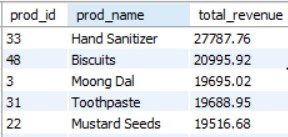 prod_id prod_name total_revenue
33 Hand Sanitizer 27787.76
48 Biscuits 20995.92
3 Moong Dal 19695.02
31 Toothpaste 19688.95
22 Mustard Seeds 19516.68